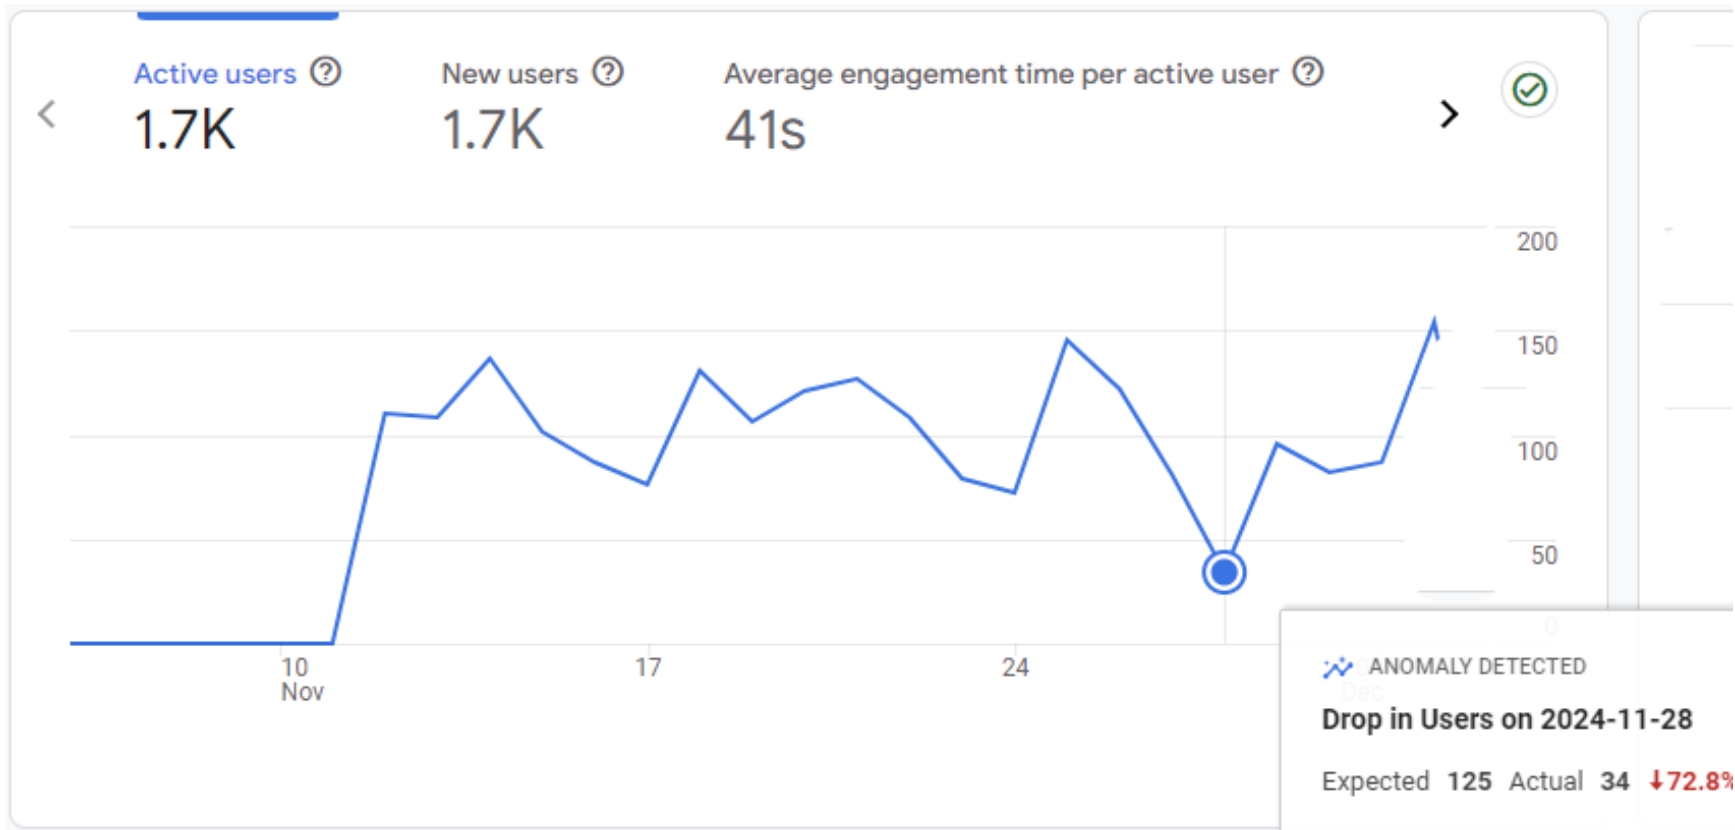 Active users
1.7K
New users
1.7K
Average engagement time per active user
41s
200
150
100
50
0
10
Nov
17
24
Dec
ANOMALY DETECTED
Drop in Users on 2024-11-28
Expected 125 Actual 34 ↓72.8%